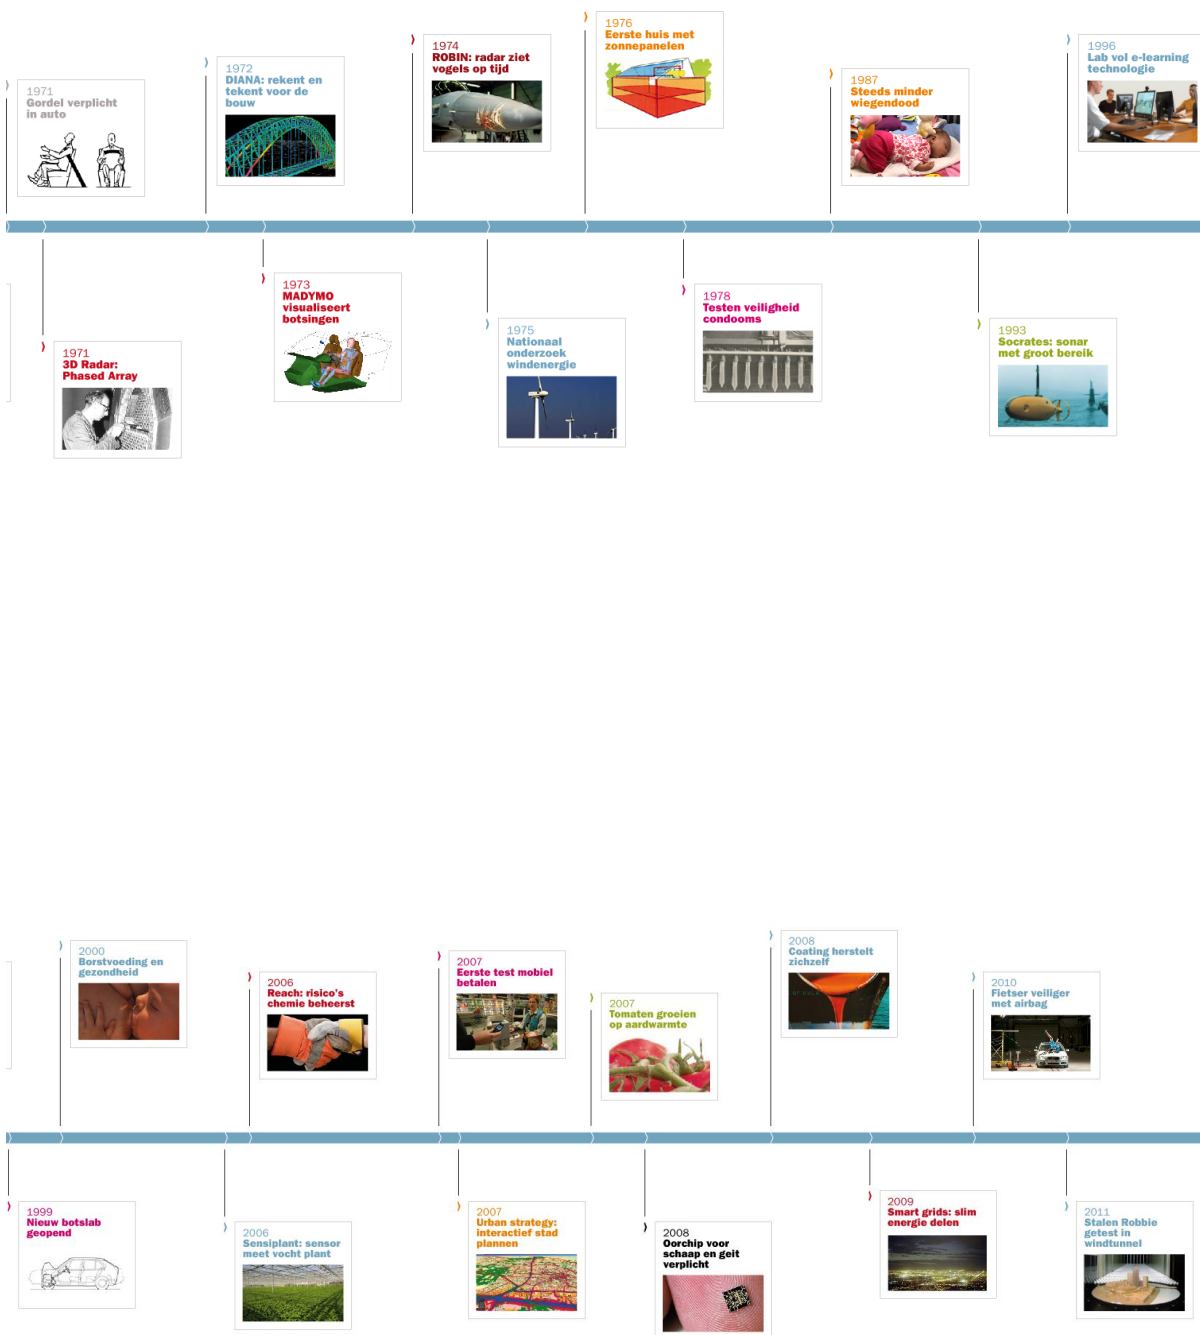 1971
Gordel verplicht
in auto
1972
DIANA: rekent en
tekent voor de
bouw
1974
ROBIN: radar ziet
vogels op tijd
1976
Eerste huis met
zonnepanelen
1987
Steeds minder
wiegendood
1996
Lab vol e-learning
technologie
1971
3D Radar:
Phased Array
1973
MADYMO
visualiseert
botsingen
1975
Nationaal
onderzoek
windenergie
1978
Testen veiligheid
condooms
1993
Socrates: sonar
met groot bereik
2000
Borstvoeding en
gezondheid
2006
Reach: risico's
chemie beheerst
2007
Eerste test mobiel
betalen
2007
Tomaten groeien
op aardwarmte
2008
Coating herstelt
zichzelf
2010
Fietser veiliger
met airbag
1999
Nieuw botslab
geopend
2006
Sensiplant: sensor
meet vocht plant
2007
Urban strategy:
interactief stad
plannen
2008
Oorchip voor
schaap en geit
verplicht
2009
Smart grids: slim
energie delen
2011
Stalen Robbie
getest in
windtunnel